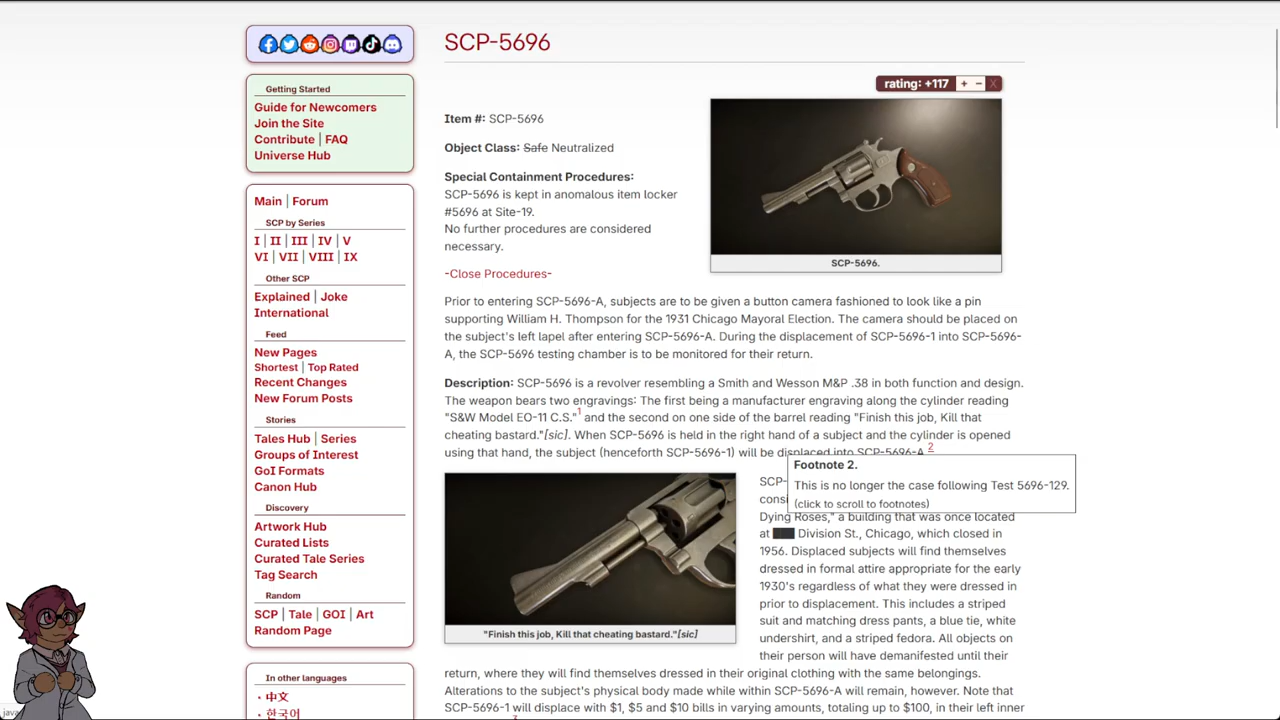 SCP-5696
rating: +117 + − X
Getting Started
Guide for Newcomers
Join the Site
Contribute | FAQ
Universe Hub
Main | Forum
SCP by Series
I | II | III | IV | V
VI | VII | VIII | IX
Other SCP
Explained | Joke
International
Feed
New Pages
Shortest | Top Rated
Recent Changes
New Forum Posts
Stories
Tales Hub | Series
Groups of Interest
GoI Formats
Canon Hub
Discovery
Artwork Hub
Curated Lists
Curated Tale Series
Tag Search
Random
SCP | Tale | GOI | Art
Random Page
In other languages
中文
한국어
Item #: SCP-5696
Object Class: Safe Neutralized
Special Containment Procedures:
SCP-5696 is kept in anomalous item locker
#5696 at Site-19.
No further procedures are considered
necessary.
SCP-5696.
-Close Procedures-
Prior to entering SCP-5696-A, subjects are to be given a button camera fashioned to look like a pin
supporting William H. Thompson for the 1931 Chicago Mayoral Election. The camera should be placed on
the subject's left lapel after entering SCP-5696-A. During the displacement of SCP-5696-1 into SCP-5696-
A, the SCP-5696 testing chamber is to be monitored for their return.
Description: SCP-5696 is a revolver resembling a Smith and Wesson M&P .38 in both function and design.
The weapon bears two engravings: The first being a manufacturer engraving along the cylinder reading
"S&W Model EO-11 C.S."1 and the second on one side of the barrel reading "Finish this job, Kill that
cheating bastard."[sic]. When SCP-5696 is held in the right hand of a subject and the cylinder is opened
using that hand, the subject (henceforth SCP-5696-1) will be displaced into SCP-5696-A.2
Footnote 2.
This is no longer the case following Test 5696-129.
(click to scroll to footnotes)
"Finish this job, Kill that cheating bastard."[sic]
SCP-
consi
Dying Roses," a building that was once located
at ███ Division St., Chicago, which closed in
1956. Displaced subjects will find themselves
dressed in formal attire appropriate for the early
1930's regardless of what they were dressed in
prior to displacement. This includes a striped
suit and matching dress pants, a blue tie, white
undershirt, and a striped fedora. All objects on
their person will have demanifested until their
return, where they will find themselves dressed in their original clothing with the same belongings.
Alterations to the subject's physical body made while within SCP-5696-A will remain, however. Note that
SCP-5696-1 will displace with $1, $5 and $10 bills in varying amounts, totaling up to $100, in their left inner
java